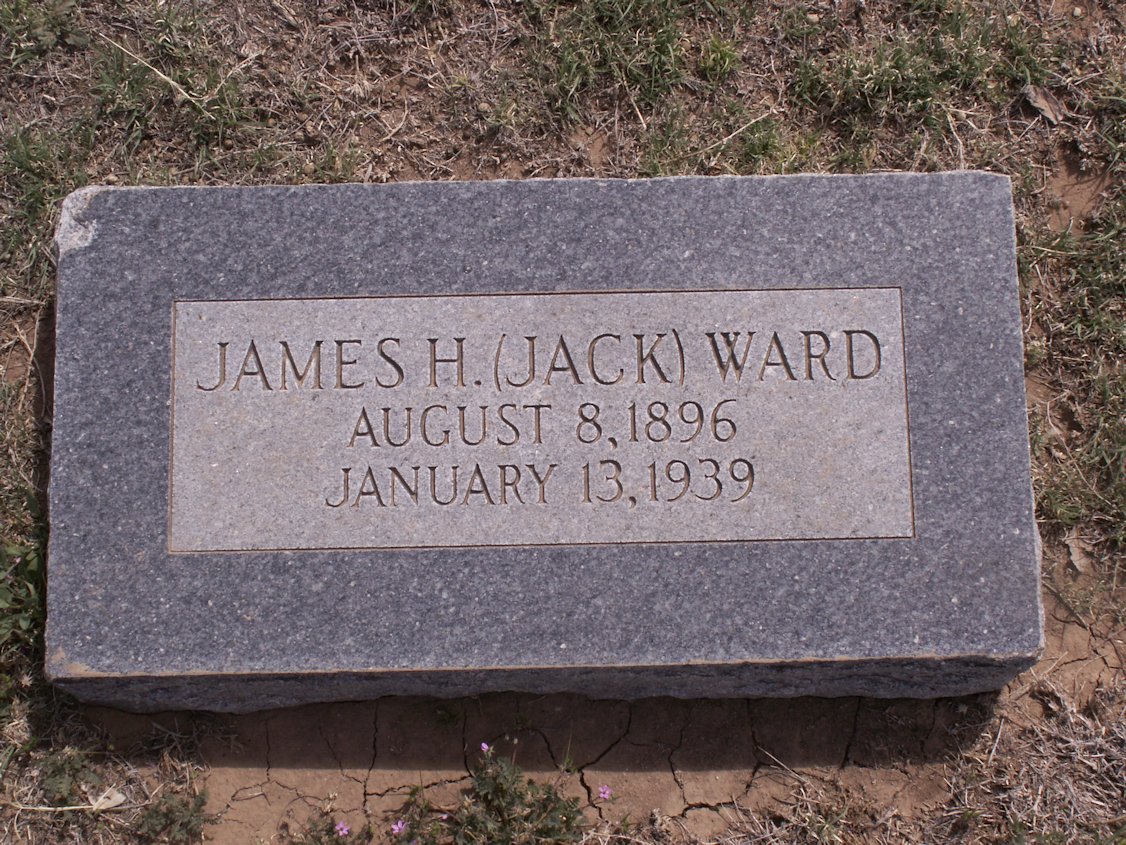 JAMES H. (JACK) WARD
AUGUST 8, 1896
JANUARY 13, 1939